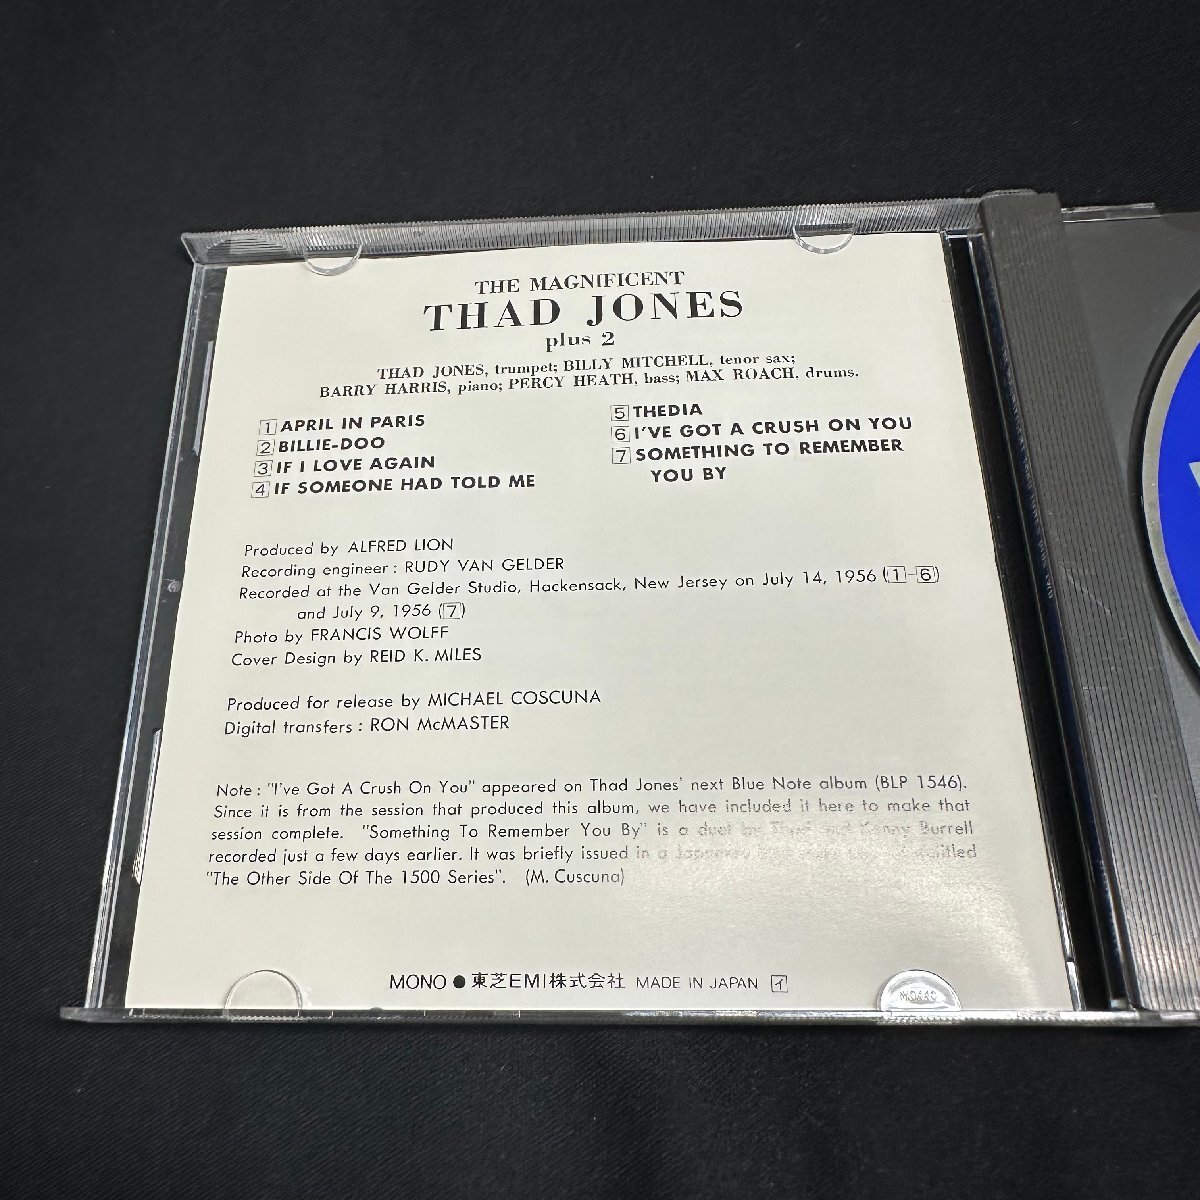 THE MAGNIFICENT
THAD JONES
plus 2
THAD JONES, trumpet; BILLY MITCHELL, tenor sax;
BARRY HARRIS, piano; PERCY HEATH, bass; MAX ROACH, drums.
1 APRIL IN PARIS
2 BILLIE-DOO
3 IF I LOVE AGAIN
4 IF SOMEONE HAD TOLD ME
5 THEDIA
6 I'VE GOT A CRUSH ON YOU
7 SOMETHING TO REMEMBER
YOU BY
Produced by ALFRED LION
Recording engineer : RUDY VAN GELDER
Recorded at the Van Gelder Studio, Hackensack, New Jersey on July 14, 1956 (1-6)
and July 9, 1956 (7)
Photo by FRANCIS WOLFF
Cover Design by REID K. MILES
Produced for release by MICHAEL COSCUNA
Digital transfers : RON McMASTER
Note : "I've Got A Crush On You" appeared on Thad Jones' next Blue Note album (BLP 1546).
Since it is from the session that produced this album, we have included it here to make that
session complete. "Something To Remember You By" is a duet by Thad and Kenny Burrell
recorded just a few days earlier. It was briefly issued in a Japanese
"The Other Side Of The 1500 Series". (M. Cuscuna)
MONO ● 東芝EMI株式会社 MADE IN JAPAN イ